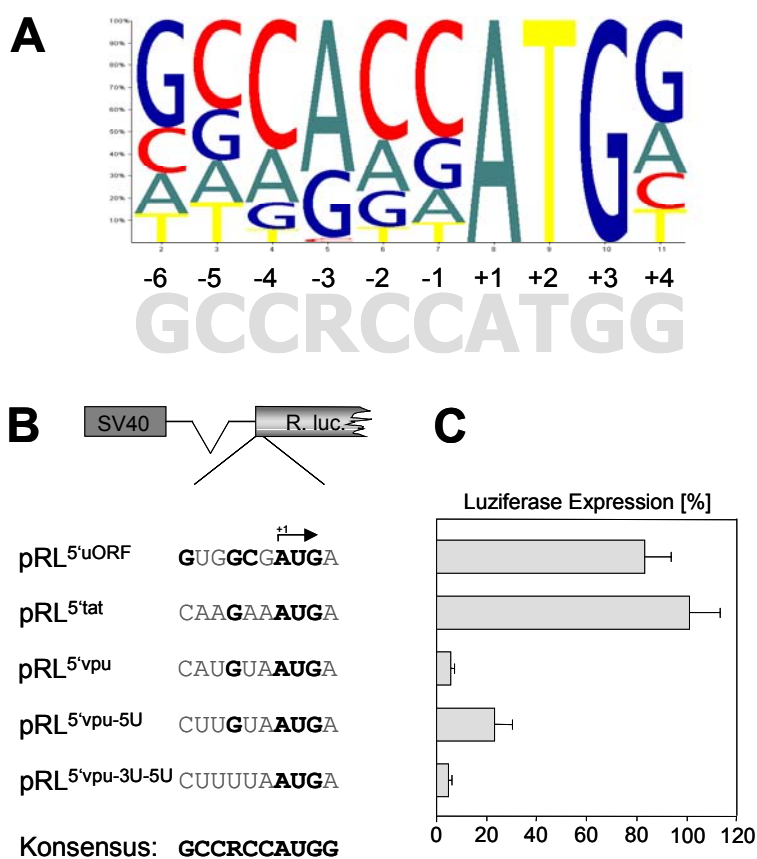 A
100%
90%
80%
70%
60%
50%
40%
30%
20%
10%
G C C A C C A T G G
C G A G A G A
A A G G A C
T T T T T T
2 3 4 5 6 7 8 9 10 11
-6 -5 -4 -3 -2 -1 +1 +2 +3 +4
GCCRCCATGG
B
SV40 R. luc.
C
Luziferase Expression [%]
+1
pRL5'uORF GUGGCGAUGA
pRL5'tat CAAGAAAUGA
pRL5'vpu CAUGUAAUGA
pRL5'vpu-5U CUUGUAAUGA
pRL5'vpu-3U-5U CUUUUAAUGA
Konsensus: GCCRCCAUGG
0 20 40 60 80 100 120